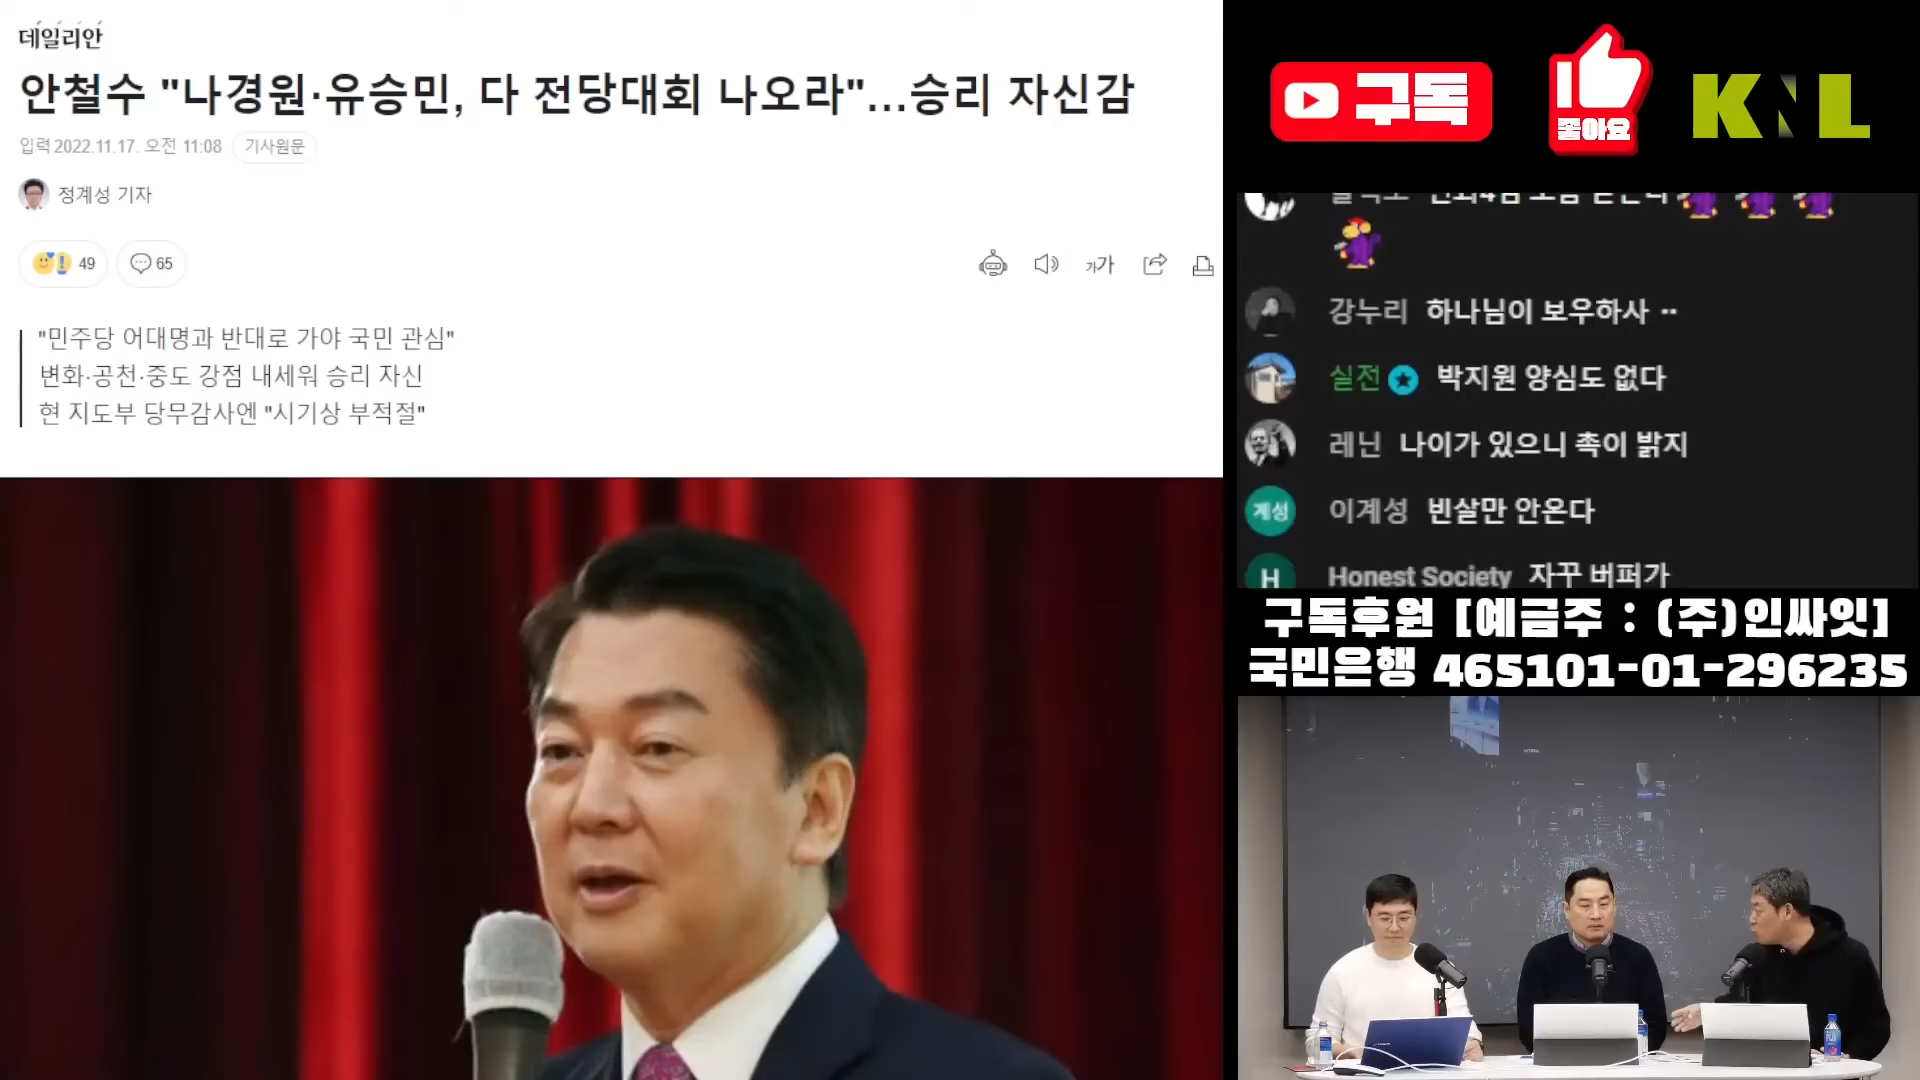 데일리안
안철수 "나경원·유승민, 다 전당대회 나오라"...승리 자신감
입력 2022.11.17. 오전 11:08 기사원문
정계성 기자
49 65
가가
"민주당 어대명과 반대로 가야 국민 관심"
변화·공천·중도 강점 내세워 승리 자신
현 지도부 당무감사엔 "시기상 부적절"
구독
좋아요
KNL
강누리 하나님이 보우하사 ··
실전 박지원 양심도 없다
레닌 나이가 있으니 촉이 밝지
계성 이계성 빈살만 안온다
H Honest Society 자꾸 버퍼가
구독후원 [예금주 : (주)인싸잇]
국민은행 465101-01-296235